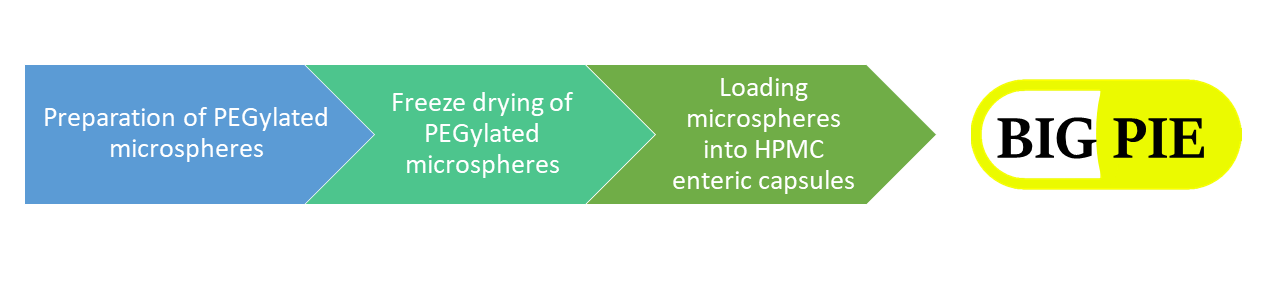 Preparation of PEGylated
microspheres
Freeze drying of
PEGylated
microspheres
Loading
microspheres
into HPMC
enteric capsules
BIG PIE